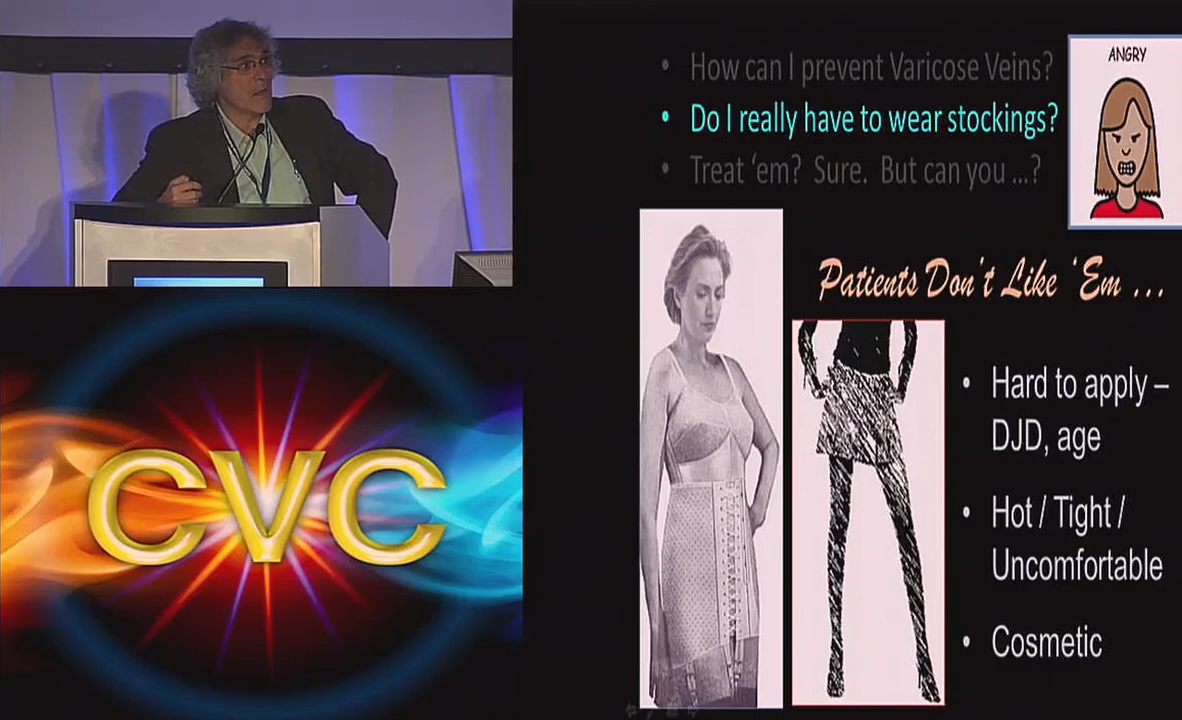 How can I prevent Varicose Veins?
Do I really have to wear stockings?
Treat 'em? Sure. But can you ...?
ANGRY
Patients Don't Like 'Em ...
Hard to apply –
DJD, age
Hot / Tight /
Uncomfortable
Cosmetic
CVC